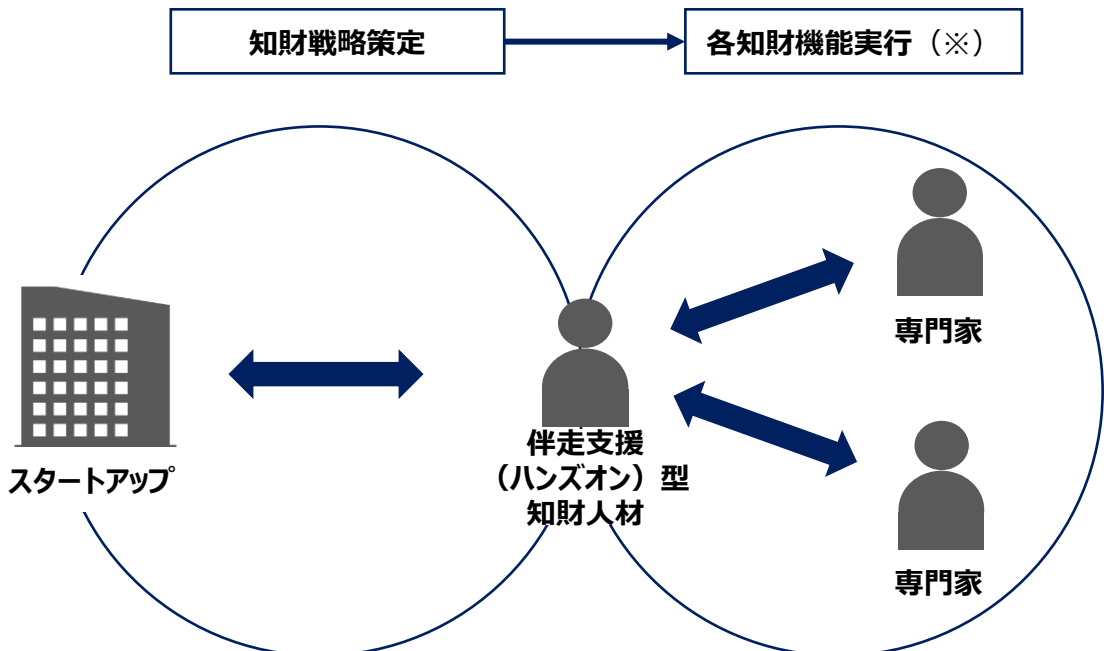 知財戦略策定
各知財機能実行（※）
専門家
伴走支援
（ハンズオン）型
知財人材
スタートアップ
専門家